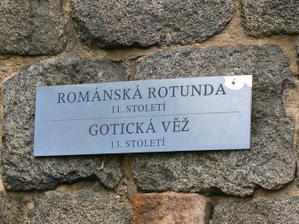 ROMÁNSKÁ ROTUNDA
11. STOLETÍ
GOTICKÁ VĚŽ
13. STOLETÍ